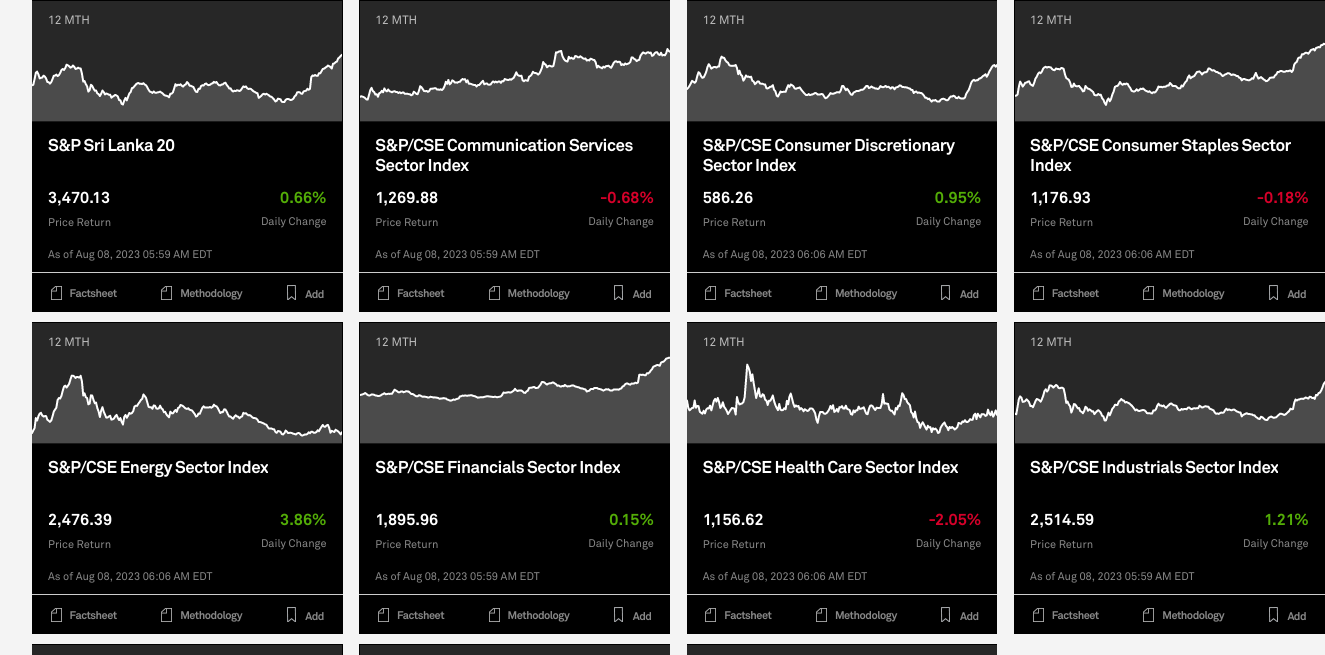 12 MTH
S&P Sri Lanka 20
3,470.13 0.66%
Price Return Daily Change
As of Aug 08, 2023 05:59 AM EDT
Factsheet Methodology Add
12 MTH
S&P/CSE Communication Services
Sector Index
1,269.88 -0.68%
Price Return Daily Change
As of Aug 08, 2023 05:59 AM EDT
Factsheet Methodology Add
12 MTH
S&P/CSE Consumer Discretionary
Sector Index
586.26 0.95%
Price Return Daily Change
As of Aug 08, 2023 06:06 AM EDT
Factsheet Methodology Add
12 MTH
S&P/CSE Consumer Staples Sector
Index
1,176.93 -0.18%
Price Return Daily Change
As of Aug 08, 2023 06:06 AM EDT
Factsheet Methodology Add
12 MTH
S&P/CSE Energy Sector Index
2,476.39 3.86%
Price Return Daily Change
As of Aug 08, 2023 06:06 AM EDT
Factsheet Methodology Add
12 MTH
S&P/CSE Financials Sector Index
1,895.96 0.15%
Price Return Daily Change
As of Aug 08, 2023 05:59 AM EDT
Factsheet Methodology Add
12 MTH
S&P/CSE Health Care Sector Index
1,156.62 -2.05%
Price Return Daily Change
As of Aug 08, 2023 06:06 AM EDT
Factsheet Methodology Add
12 MTH
S&P/CSE Industrials Sector Index
2,514.59 1.21%
Price Return Daily Change
As of Aug 08, 2023 05:59 AM EDT
Factsheet Methodology Add